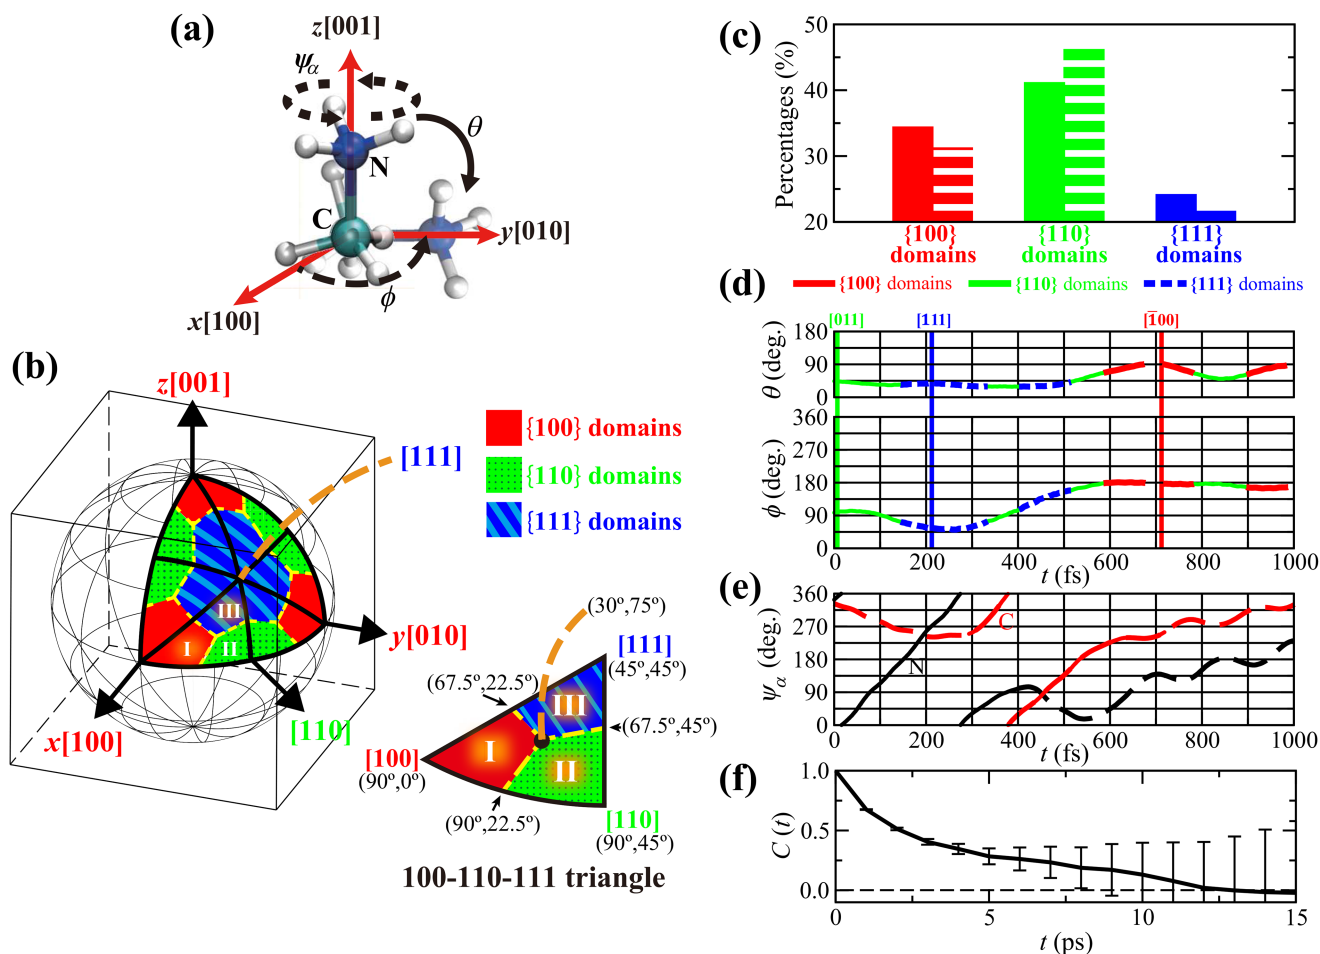 (a)
z[001]
ψα
θ
N
C
y[010]
ϕ
x[100]
(b)
z[001]
[111]
{100} domains
{110} domains
{111} domains
III
I
II
y[010]
x[100]
[110]
(30º,75º)
[111]
(45º,45º)
(67.5º,22.5º)
III
(67.5º,45º)
I
II
[100]
(90º,0º)
(90º,22.5º)
[110]
(90º,45º)
100-110-111 triangle
(c)
Percentages (%)
50
40
30
20
{100}
domains
{110}
domains
{111}
domains
(d)
{100} domains
{110} domains
{111} domains
[011]
[111]
[1̄00]
θ (deg.)
180
90
0
ϕ (deg.)
360
270
180
90
0
0 200 400 600 800 1000
t (fs)
(e)
ψα (deg.)
360
270
180
90
0
C
N
0 200 400 600 800 1000
t (fs)
(f)
C (t)
1.0
0.5
0.0
0 5 10 15
t (ps)